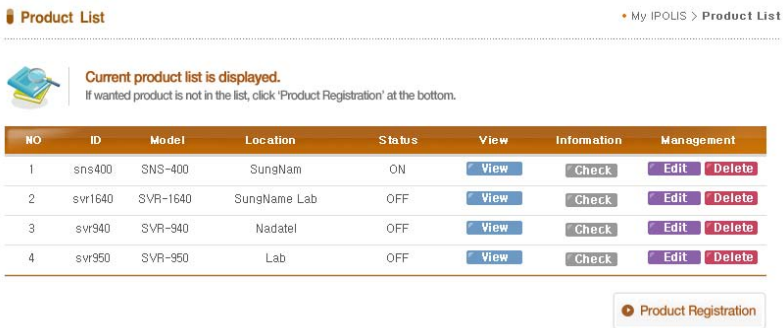 Product List
• My IPOLIS > Product List
Current product list is displayed.
If wanted product is not in the list, click 'Product Registration' at the bottom.
NO ID Model Location Status View Information Management
1 sns400 SNS-400 SungNam ON View Check Edit Delete
2 svr1640 SVR-1640 SungName Lab OFF View Check Edit Delete
3 svr940 SVR-940 Nadatel OFF View Check Edit Delete
4 svr950 SVR-950 Lab OFF View Check Edit Delete
Product Registration